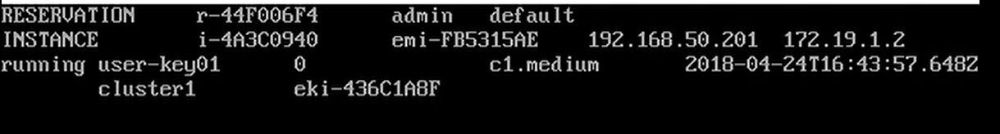 RESERVATION r-44F006F4 admin default
INSTANCE i-4A3C0940 emi-FB5315AE 192.168.50.201 172.19.1.2
running user-key01 0 c1.medium 2018-04-24T16:43:57.648Z
cluster1 eki-436C1A8F